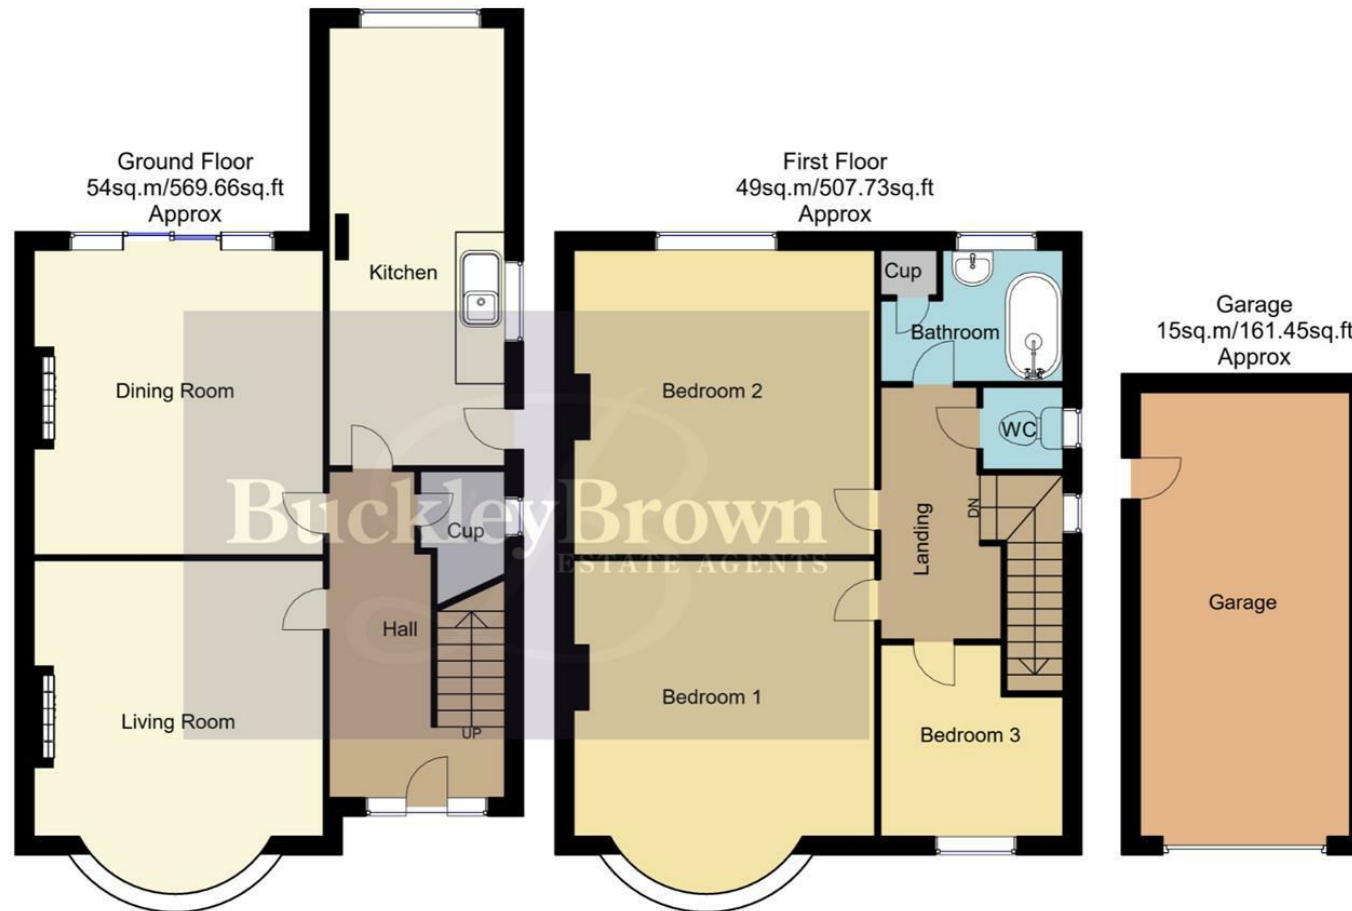 Ground Floor
54sq.m/569.66sq.ft
Approx
Kitchen
Dining Room
Cup
Hall
Living Room
UP
First Floor
49sq.m/507.73sq.ft
Approx
Cup
Bathroom
Bedroom 2
WC
DN
Landing
Bedroom 1
Bedroom 3
Garage
15sq.m/161.45sq.ft
Approx
Garage
BuckleyBrown
ESTATE AGENTS